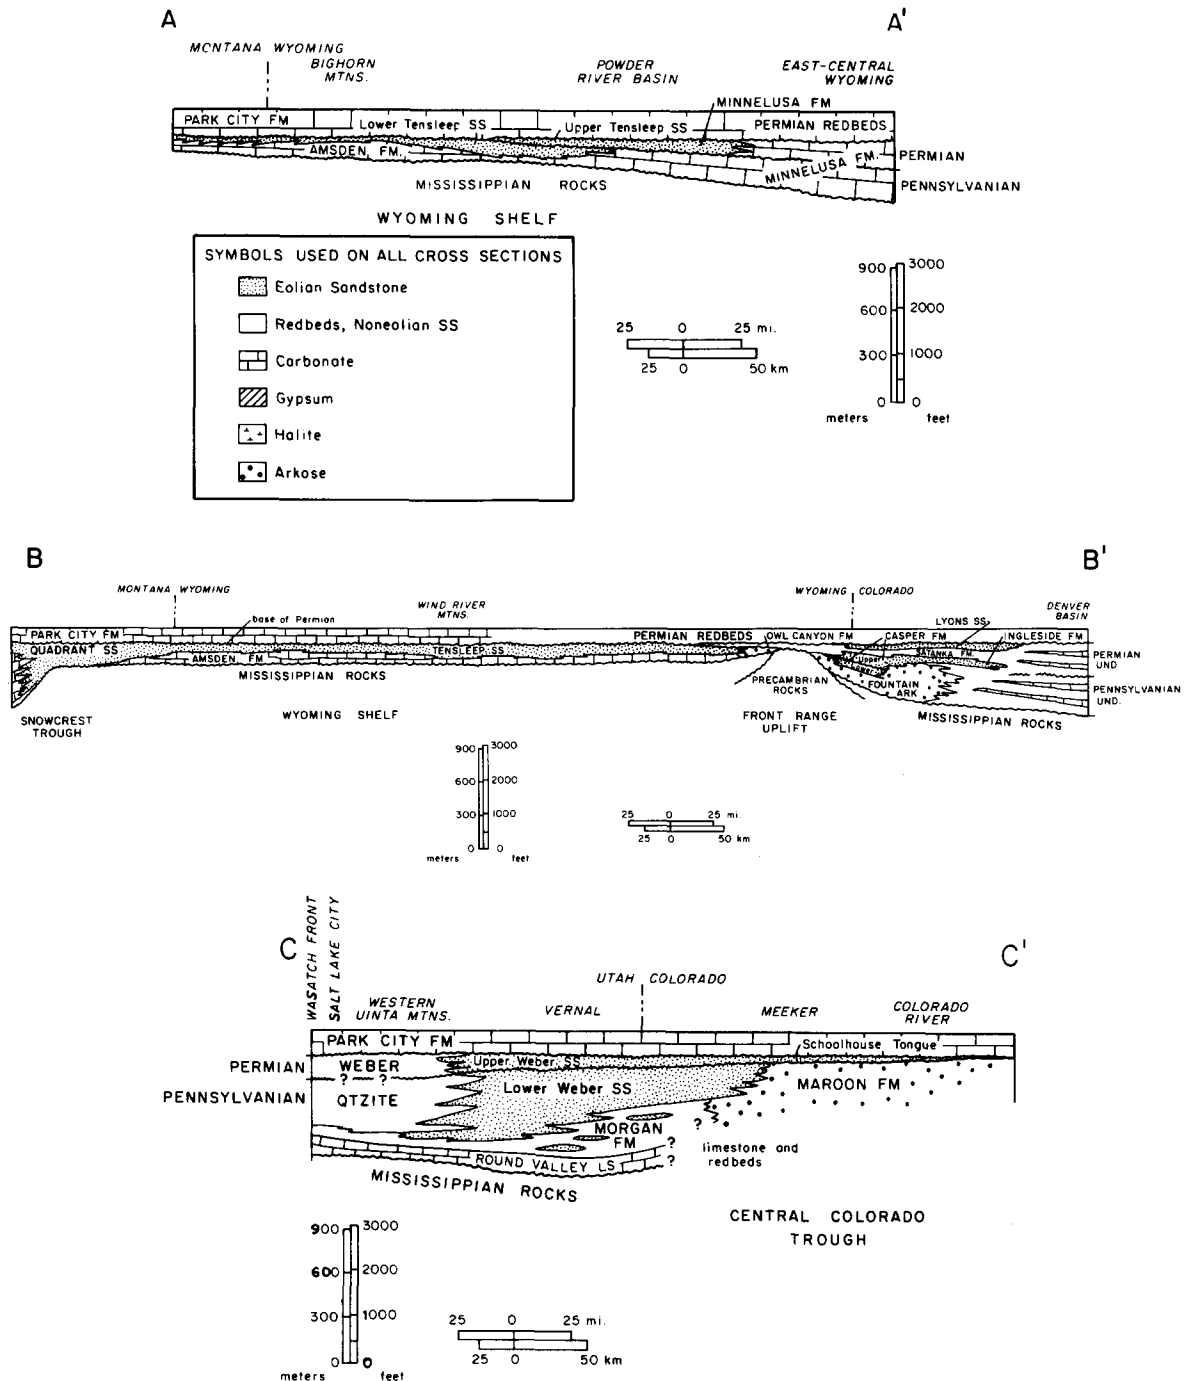 A
A'
MONTANA WYOMING
BIGHORN
MTNS.
POWDER
RIVER BASIN
EAST-CENTRAL
WYOMING
MINNELUSA FM
PARK CITY FM
Lower Tensleep SS
Upper Tensleep SS
PERMIAN REDBEDS
AMSDEN FM.
MINNELUSA FM.
PERMIAN
PENNSYLVANIAN
MISSISSIPPIAN ROCKS
WYOMING SHELF
SYMBOLS USED ON ALL CROSS SECTIONS
Eolian Sandstone
Redbeds, Noneolian SS
Carbonate
Gypsum
Halite
Arkose
25 0 25 mi.
25 0 50 km
900 3000
600 2000
300 1000
0 0
meters feet
B
B'
MONTANA WYOMING
WIND RIVER
MTNS.
WYOMING COLORADO
DENVER
BASIN
base of Permian
LYONS SS
PARK CITY FM
PERMIAN REDBEDS
OWL CANYON FM
CASPER FM
INGLESIDE FM
QUADRANT SS
TENSLEEP SS
SATANKA FM.
PERMIAN
UND
AMSDEN FM
Upper
Lower
MISSISSIPPIAN ROCKS
PRECAMBRIAN
ROCKS
FOUNTAIN
ARK
PENNSYLVANIAN
UND.
SNOWCREST
TROUGH
WYOMING SHELF
FRONT RANGE
UPLIFT
MISSISSIPPIAN ROCKS
900 3000
600 2000
300 1000
0 0
meters feet
25 0 25 mi.
25 0 50 km
WASATCH FRONT
SALT LAKE CITY
C
C'
UTAH COLORADO
WESTERN
UINTA MTNS.
VERNAL
MEEKER
COLORADO
RIVER
PARK CITY FM
Schoolhouse Tongue
PERMIAN
WEBER
Upper Weber SS
? ?
Lower Weber SS
MAROON FM
PENNSYLVANIAN
QTZITE
MORGAN
FM
?
?
limestone and
redbeds
ROUND VALLEY LS
?
MISSISSIPPIAN ROCKS
CENTRAL COLORADO
TROUGH
900 3000
600 2000
300 1000
0 0
meters feet
25 0 25 mi.
25 0 50 km